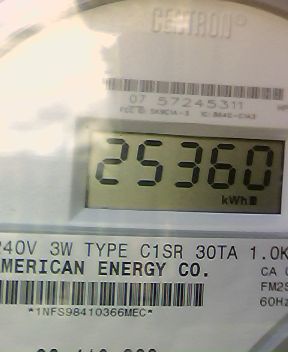 CENTRON®
07 57245311
25360
kWh
240V 3W TYPE C1SR 30TA 1.0K
AMERICAN ENERGY CO.
CA
FM2S
60Hz
*1NFS98410366MEC*